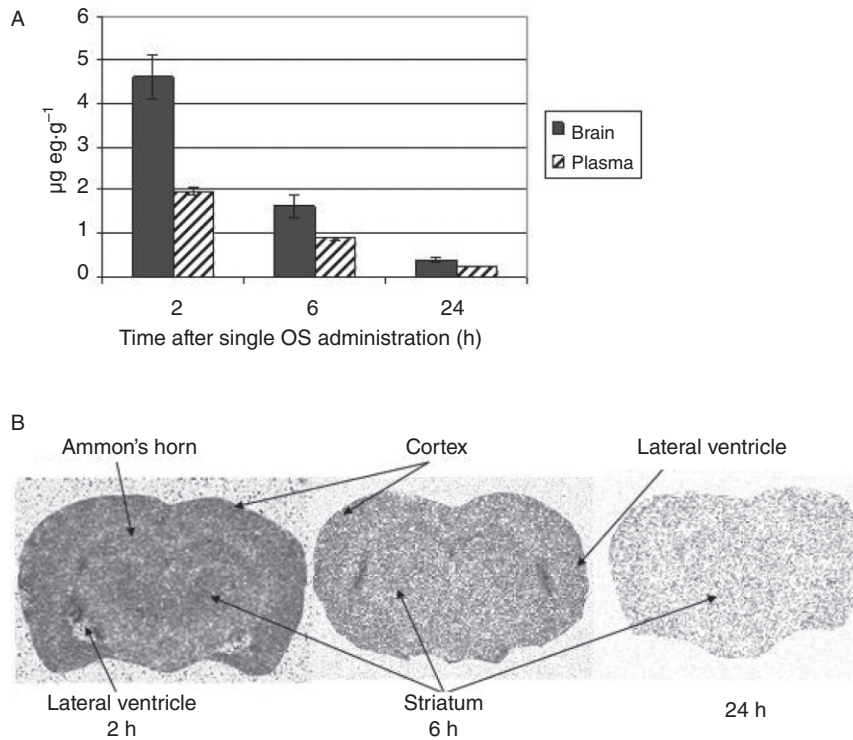 A
6
5
4
3
2
1
0
µg eg·g⁻¹
Brain
Plasma
2 6 24
Time after single OS administration (h)
B
Ammon's horn Cortex Lateral ventricle
Lateral ventricle Striatum
2 h 6 h 24 h